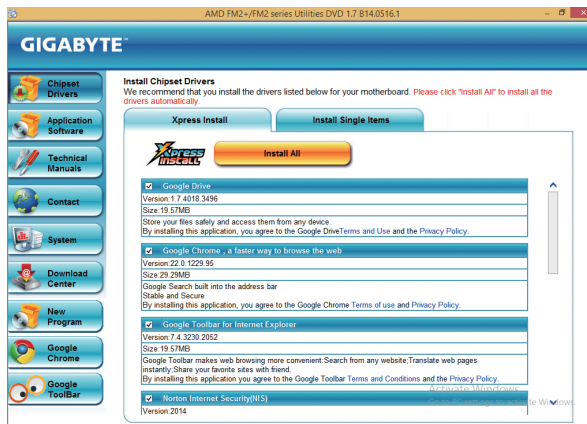 AMD FM2+/FM2 series Utilities DVD 1.7 B14.0516.1
GIGABYTE™
Chipset
Drivers
Application
Software
Technical
Manuals
Contact
System
Download
Center
New
Program
Google
Chrome
Google
ToolBar
Install Chipset Drivers
We recommend that you install the drivers listed below for your motherboard. Please click "Install All" to install all the
drivers automatically.
Xpress Install
Install Single Items
Xpress
Install
Install All
Google Drive
Version:1.7.4018.3496
Size:19.57MB
Store your files safely and access them from any device.
By installing this application, you agree to the Google DriveTerms and Use and the Privacy Policy.
Google Chrome , a faster way to browse the web
Version:22.0.1229.95
Size:29.29MB
Google Search built into the address bar
Stable and Secure
By installing this application, you agree to the Google Chrome Terms of use and Privacy Policy.
Google Toolbar for Internet Explorer
Version:7.4.3230.2052
Size:19.57MB
Google Toolbar makes web browsing more convenient:Search from any website;Translate web pages
instantly;Share your favorite sites with friend.
By installing this application you agree to the Google Toolbar Terms and Conditions and the Privacy Policy.
Norton Internet Security(NIS)
Version:2014
Activate Windows
Windows.